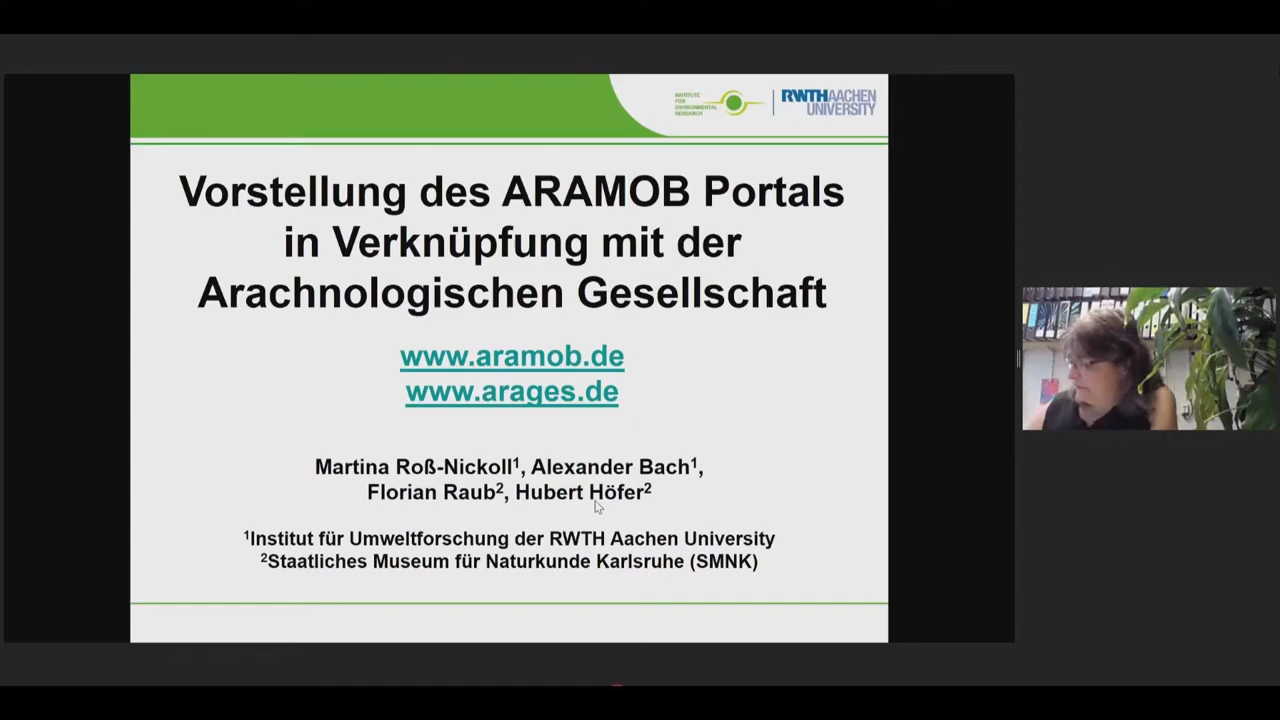 INSTITUTE
FOR
ENVIRONMENTAL
RESEARCH
RWTHAACHEN
UNIVERSITY
Vorstellung des ARAMOB Portals
in Verknüpfung mit der
Arachnologischen Gesellschaft
www.aramob.de
www.arages.de
Martina Roß-Nickoll¹, Alexander Bach¹,
Florian Raub², Hubert Höfer²
¹Institut für Umweltforschung der RWTH Aachen University
²Staatliches Museum für Naturkunde Karlsruhe (SMNK)